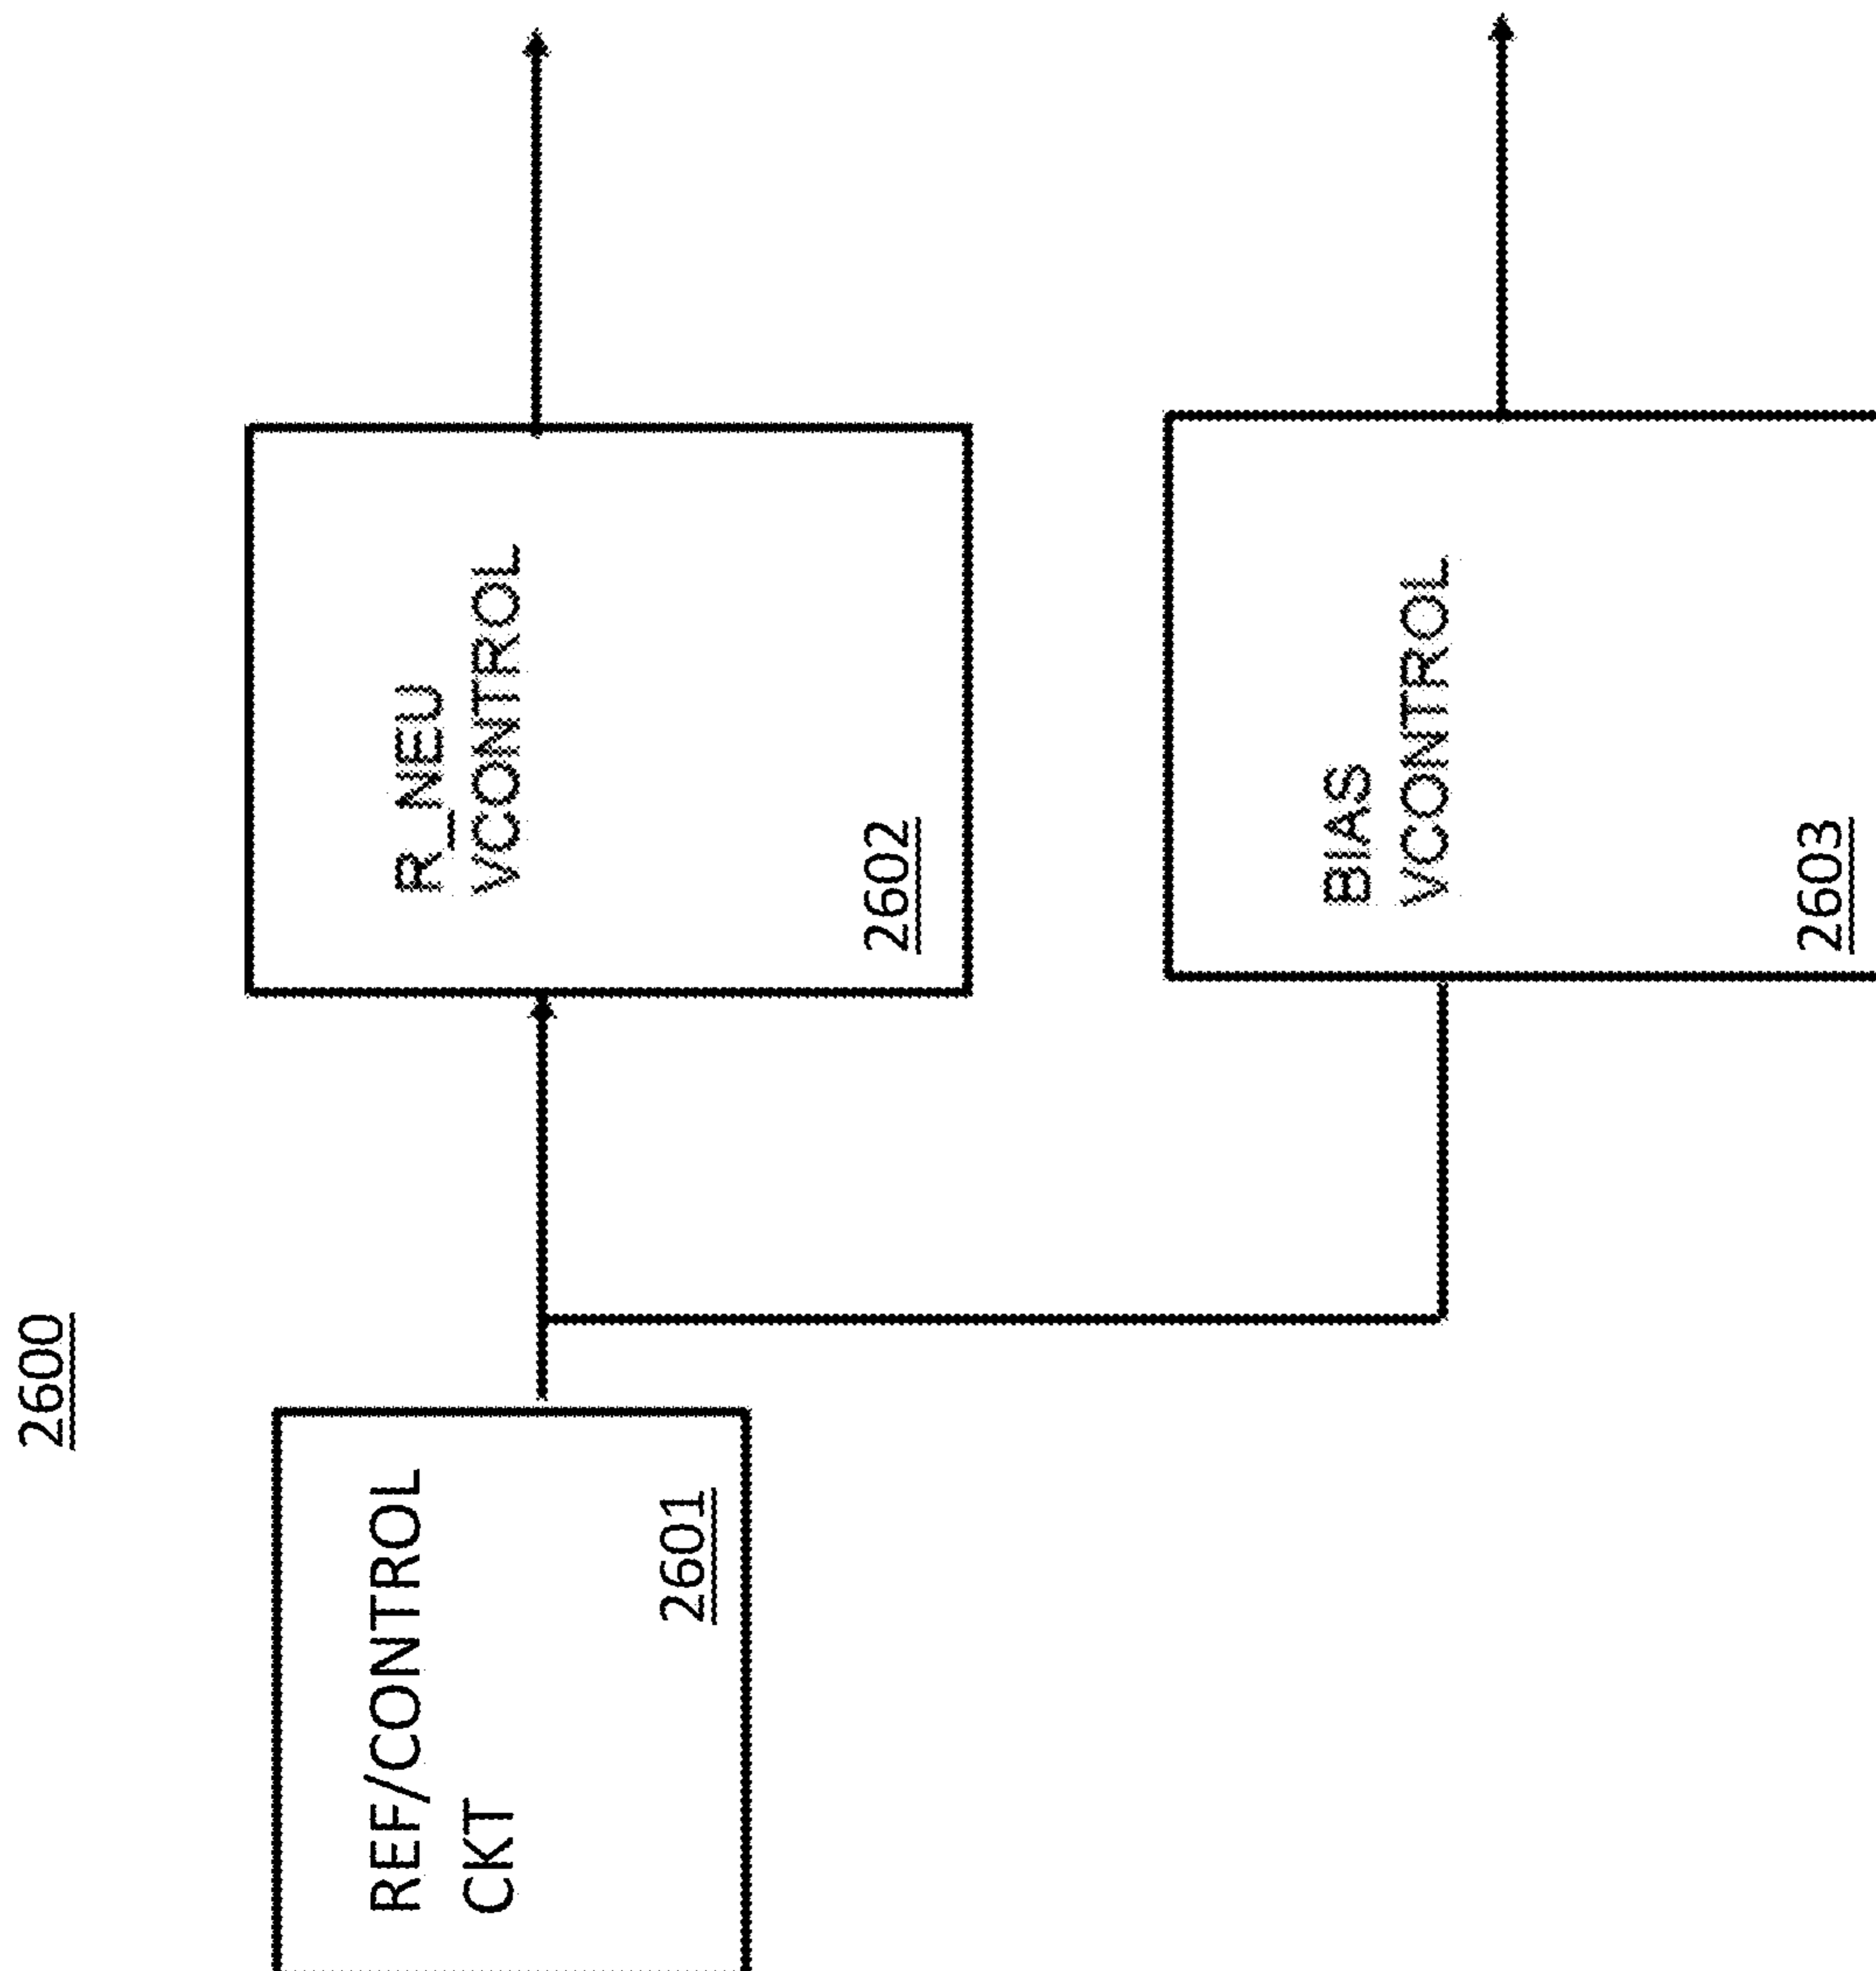 2600
REF/CONTROL
CKT
2601
R_NEU
VCONTROL
2602
BIAS
VCONTROL
2603